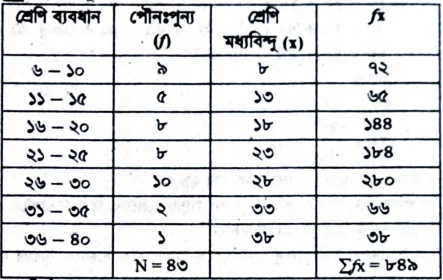 শ্রেণি ব্যবধান পৌনঃপুন্য (f) শ্রেণি মধ্যবিন্দু (x) fx
৬ – ১০ ৯ ৮ ৭২
১১ – ১৫ ৫ ১৩ ৬৫
১৬ – ২০ ৮ ১৮ ১৪৪
২১ – ২৫ ৮ ২৩ ১৮৪
২৬ – ৩০ ১০ ২৮ ২৮০
৩১ – ৩৫ ২ ৩৩ ৬৬
৩৬ – ৪০ ১ ৩৮ ৩৮
N = ৪৩ ∑fx = ৮৪৯